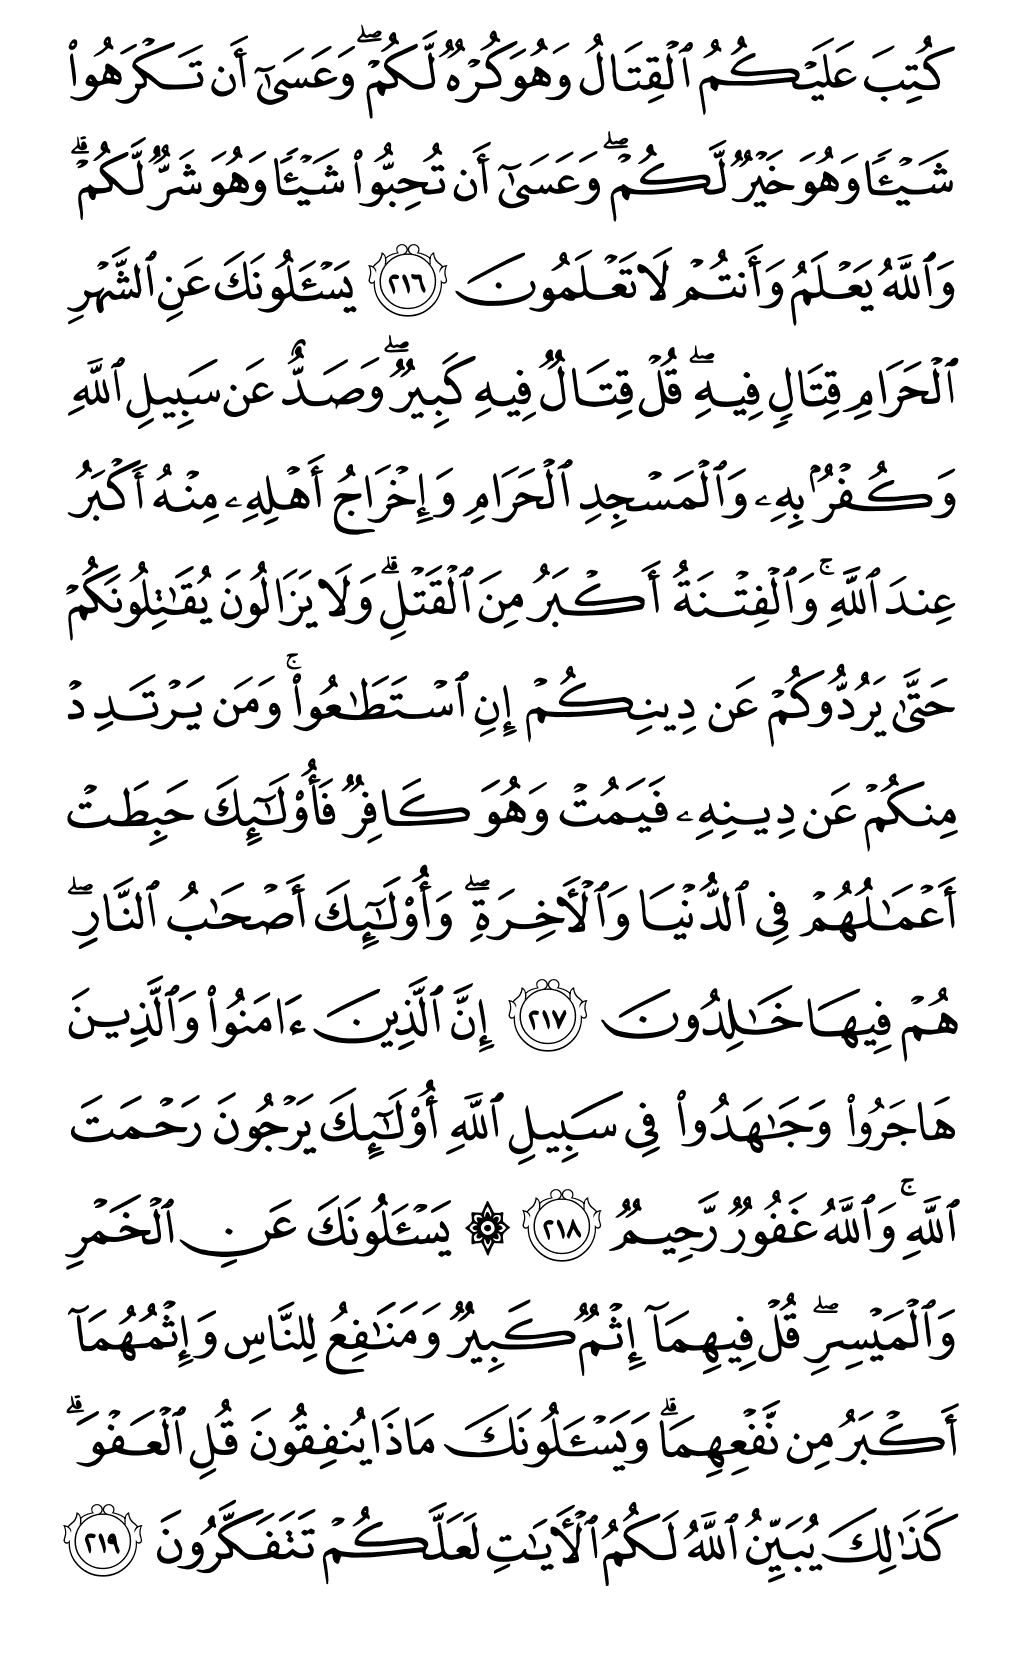 كُتِبَ عَلَيْكُمُ ٱلْقِتَالُ وَهُوَ كُرْهٌ لَّكُمْ ۖ وَعَسَىٰٓ أَن تَكْرَهُوا۟
شَيْـًٔا وَهُوَ خَيْرٌ لَّكُمْ ۖ وَعَسَىٰٓ أَن تُحِبُّوا۟ شَيْـًٔا وَهُوَ شَرٌّ لَّكُمْ ۗ
وَٱللَّهُ يَعْلَمُ وَأَنتُمْ لَا تَعْلَمُونَ ٢١٦ يَسْـَٔلُونَكَ عَنِ ٱلشَّهْرِ
ٱلْحَرَامِ قِتَالٍ فِيهِ ۖ قُلْ قِتَالٌ فِيهِ كَبِيرٌ ۖ وَصَدٌّ عَن سَبِيلِ ٱللَّهِ
وَكُفْرٌۢ بِهِۦ وَٱلْمَسْجِدِ ٱلْحَرَامِ وَإِخْرَاجُ أَهْلِهِۦ مِنْهُ أَكْبَرُ
عِندَ ٱللَّهِ ۚ وَٱلْفِتْنَةُ أَكْبَرُ مِنَ ٱلْقَتْلِ ۗ وَلَا يَزَالُونَ يُقَـٰتِلُونَكُمْ
حَتَّىٰ يَرُدُّوكُمْ عَن دِينِكُمْ إِنِ ٱسْتَطَـٰعُوا۟ ۚ وَمَن يَرْتَدِدْ
مِنكُمْ عَن دِينِهِۦ فَيَمُتْ وَهُوَ كَافِرٌ فَأُو۟لَـٰٓئِكَ حَبِطَتْ
أَعْمَـٰلُهُمْ فِى ٱلدُّنْيَا وَٱلْـَٔاخِرَةِ ۖ وَأُو۟لَـٰٓئِكَ أَصْحَـٰبُ ٱلنَّارِ ۖ
هُمْ فِيهَا خَـٰلِدُونَ ٢١٧ إِنَّ ٱلَّذِينَ ءَامَنُوا۟ وَٱلَّذِينَ
هَاجَرُوا۟ وَجَـٰهَدُوا۟ فِى سَبِيلِ ٱللَّهِ أُو۟لَـٰٓئِكَ يَرْجُونَ رَحْمَتَ
ٱللَّهِ ۚ وَٱللَّهُ غَفُورٌ رَّحِيمٌ ٢١٨ ۞ يَسْـَٔلُونَكَ عَنِ ٱلْخَمْرِ
وَٱلْمَيْسِرِ ۖ قُلْ فِيهِمَآ إِثْمٌ كَبِيرٌ وَمَنَـٰفِعُ لِلنَّاسِ وَإِثْمُهُمَآ
أَكْبَرُ مِن نَّفْعِهِمَا ۗ وَيَسْـَٔلُونَكَ مَاذَا يُنفِقُونَ قُلِ ٱلْعَفْوَ ۗ
كَذَٰلِكَ يُبَيِّنُ ٱللَّهُ لَكُمُ ٱلْـَٔايَـٰتِ لَعَلَّكُمْ تَتَفَكَّرُونَ ٢١٩